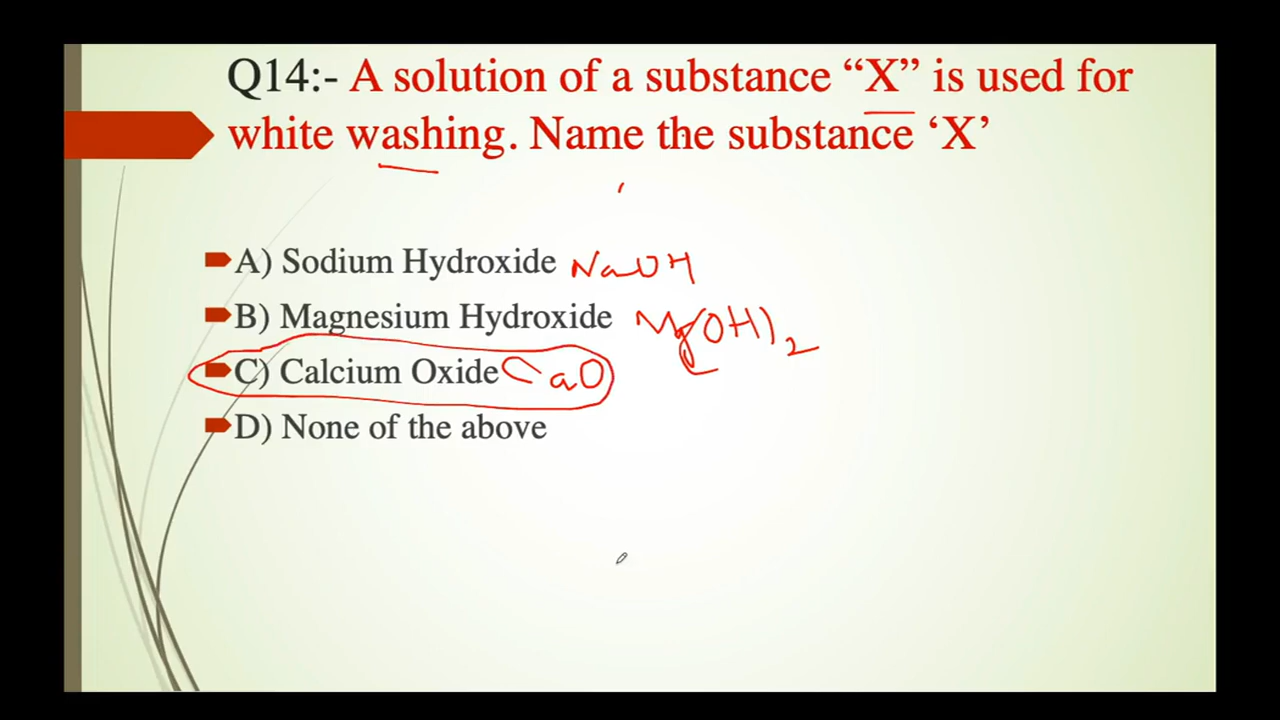 Q14:- A solution of a substance “X” is used for
white washing. Name the substance ‘X’
A) Sodium Hydroxide NaOH
B) Magnesium Hydroxide Mg(OH)2
C) Calcium Oxide CaO
D) None of the above